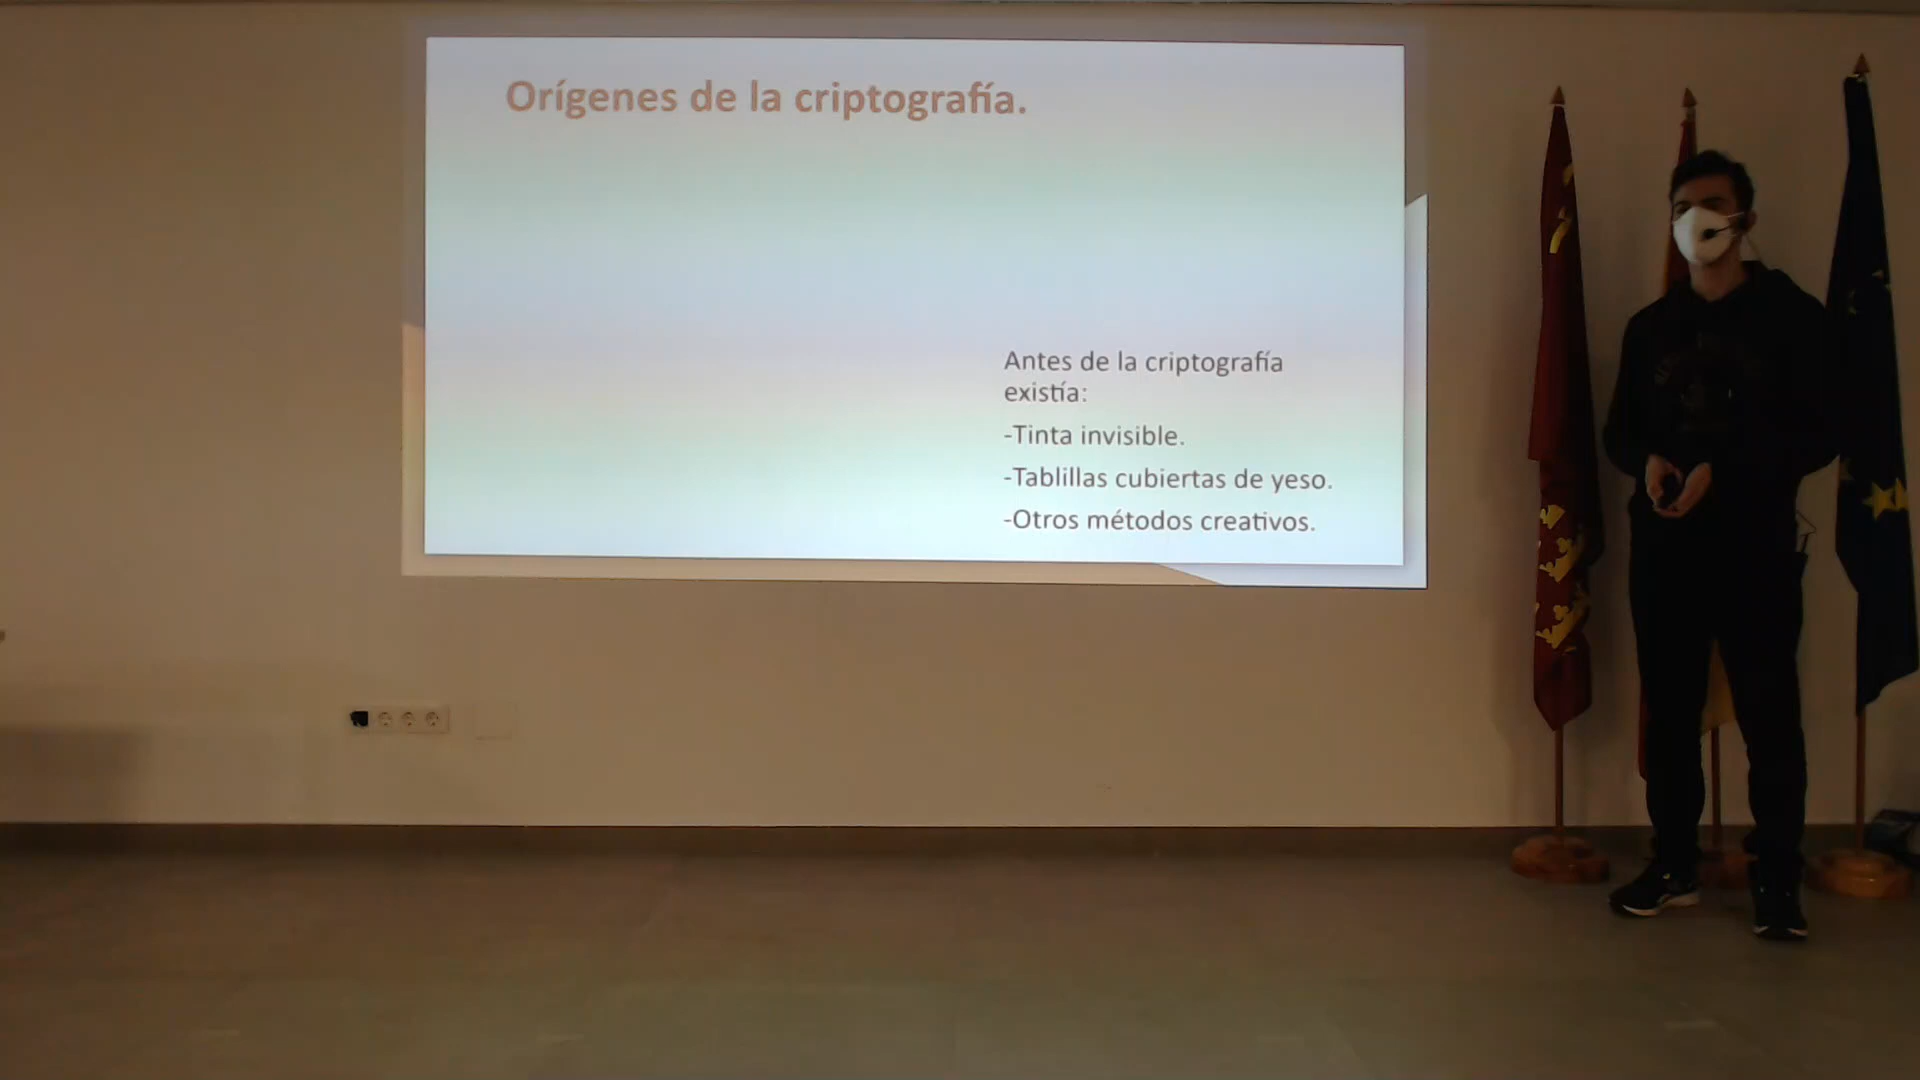 Orígenes de la criptografía.
Antes de la criptografía
existía:
-Tinta invisible.
-Tablillas cubiertas de yeso.
-Otros métodos creativos.